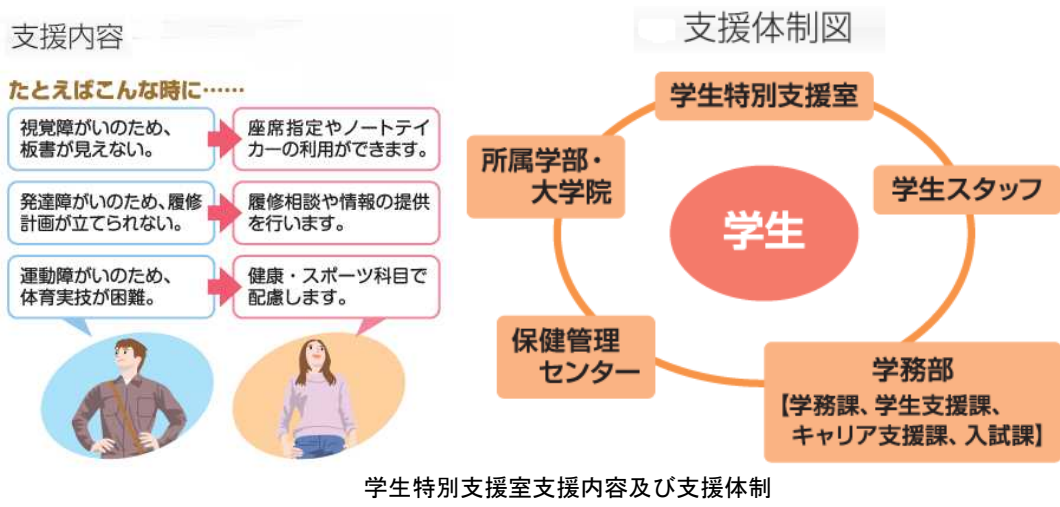 支援内容
たとえばこんな時に……
視覚障がいのため、
板書が見えない。
座席指定やノートテイ
カーの利用ができます。
発達障がいのため、履修
計画が立てられない。
履修相談や情報の提供
を行います。
運動障がいのため、
体育実技が困難。
健康・スポーツ科目で
配慮します。
支援体制図
学生特別支援室
所属学部・
大学院
学生スタッフ
学生
保健管理
センター
学務部
【学務課、学生支援課、
キャリア支援課、入試課】
学生特別支援室支援内容及び支援体制